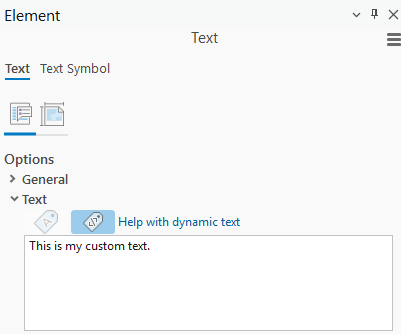 Element
Text
Text Text Symbol
Options
General
Text
A Help with dynamic text
This is my custom text.